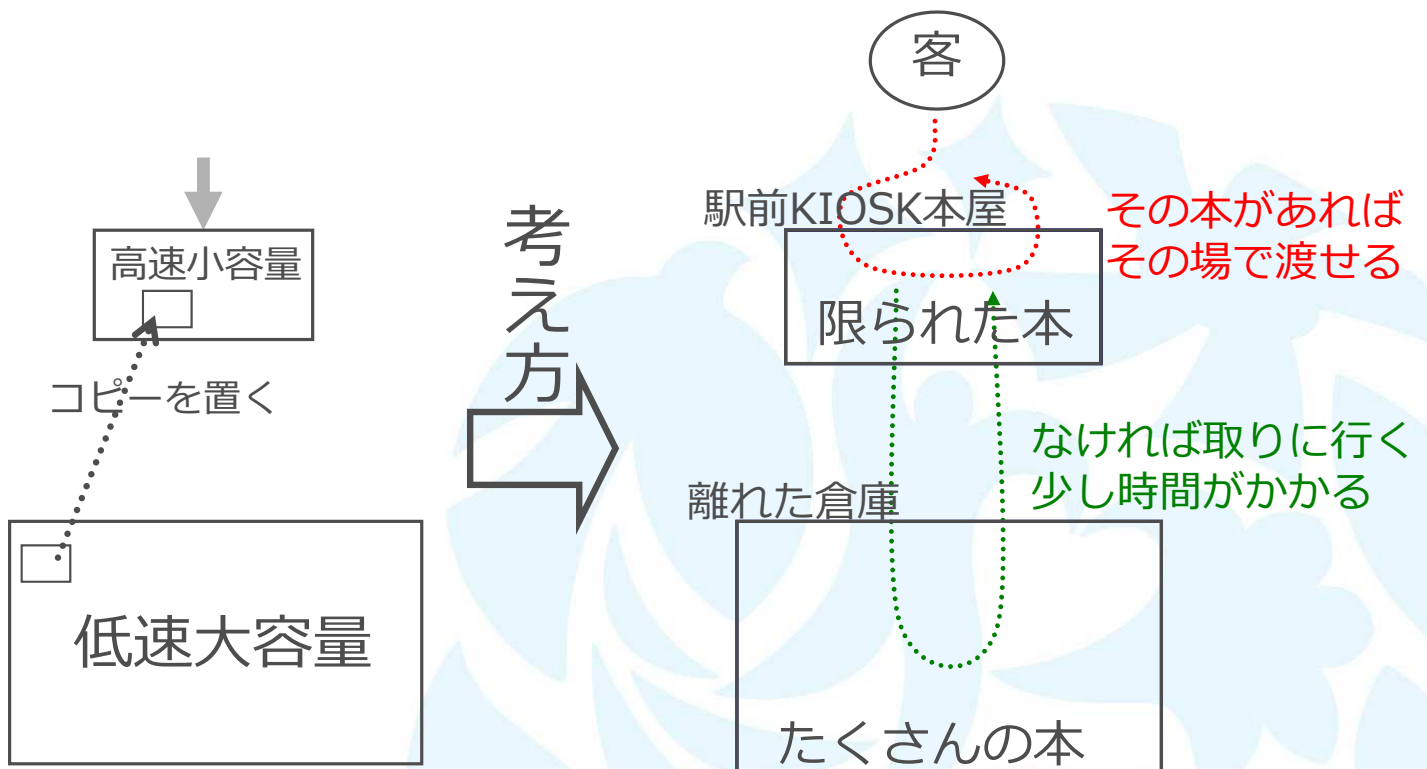 高速小容量
コピーを置く
低速大容量
考え方
客
駅前KIOSK本屋
限られた本
その本があれば
その場で渡せる
なければ取りに行く
少し時間がかかる
離れた倉庫
たくさんの本